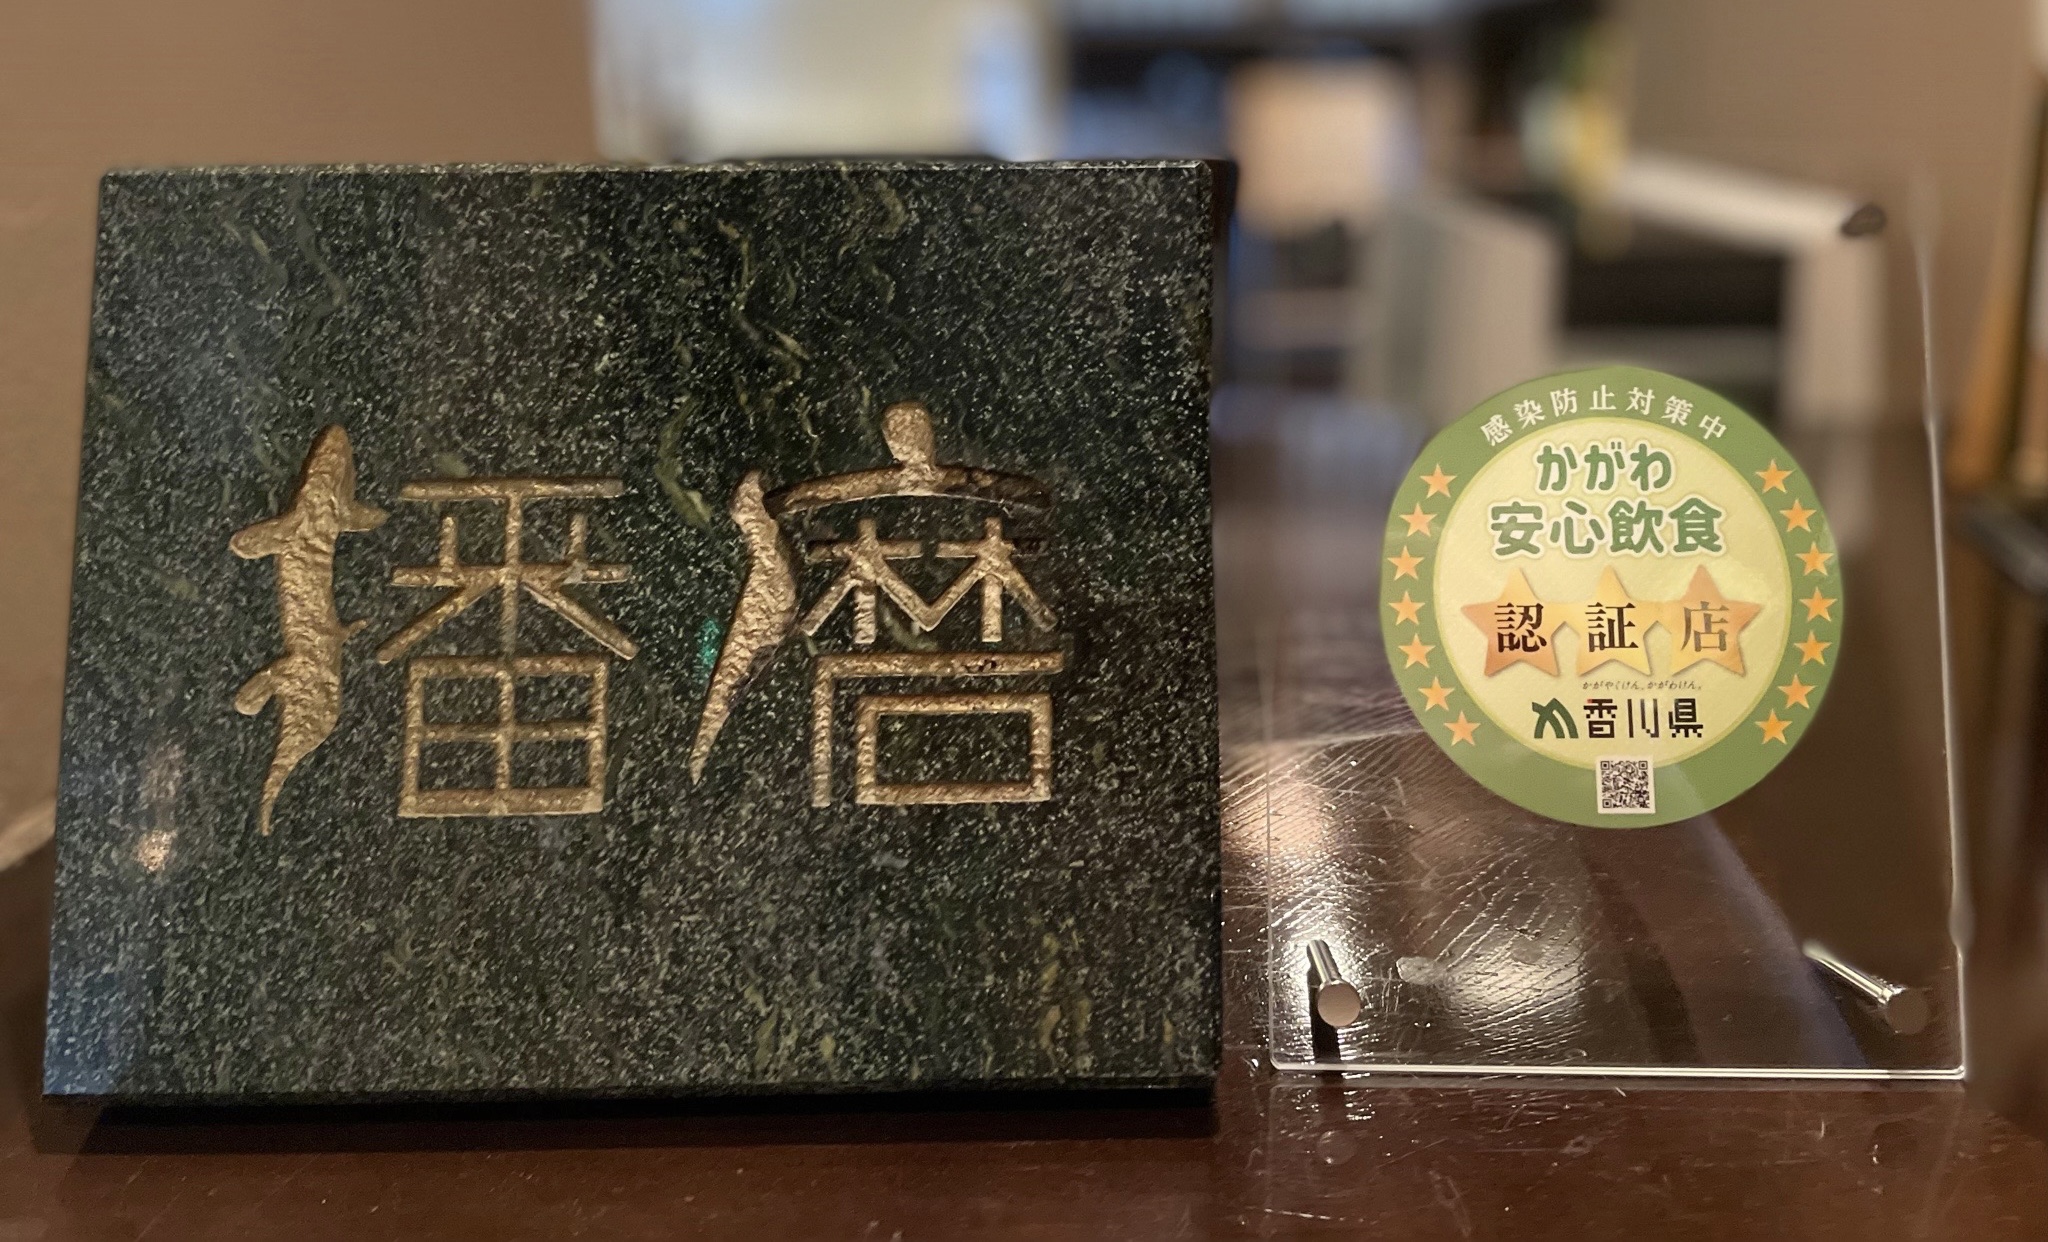 播磨
感染防止対策中
かがわ
安心飲食
認証店
かがやくけん、かがわけん。
香川県